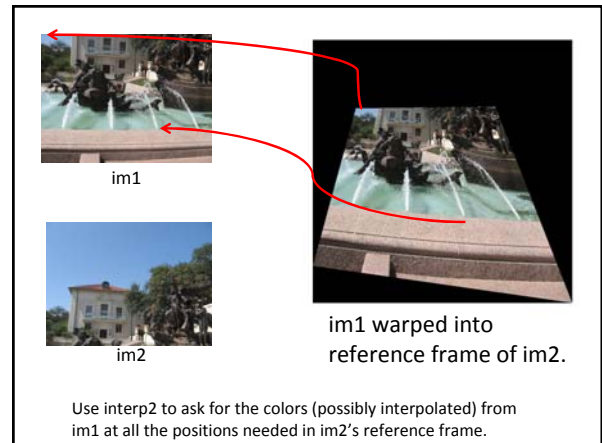 im1
im2
im1 warped into
reference frame of im2.
Use interp2 to ask for the colors (possibly interpolated) from
im1 at all the positions needed in im2's reference frame.